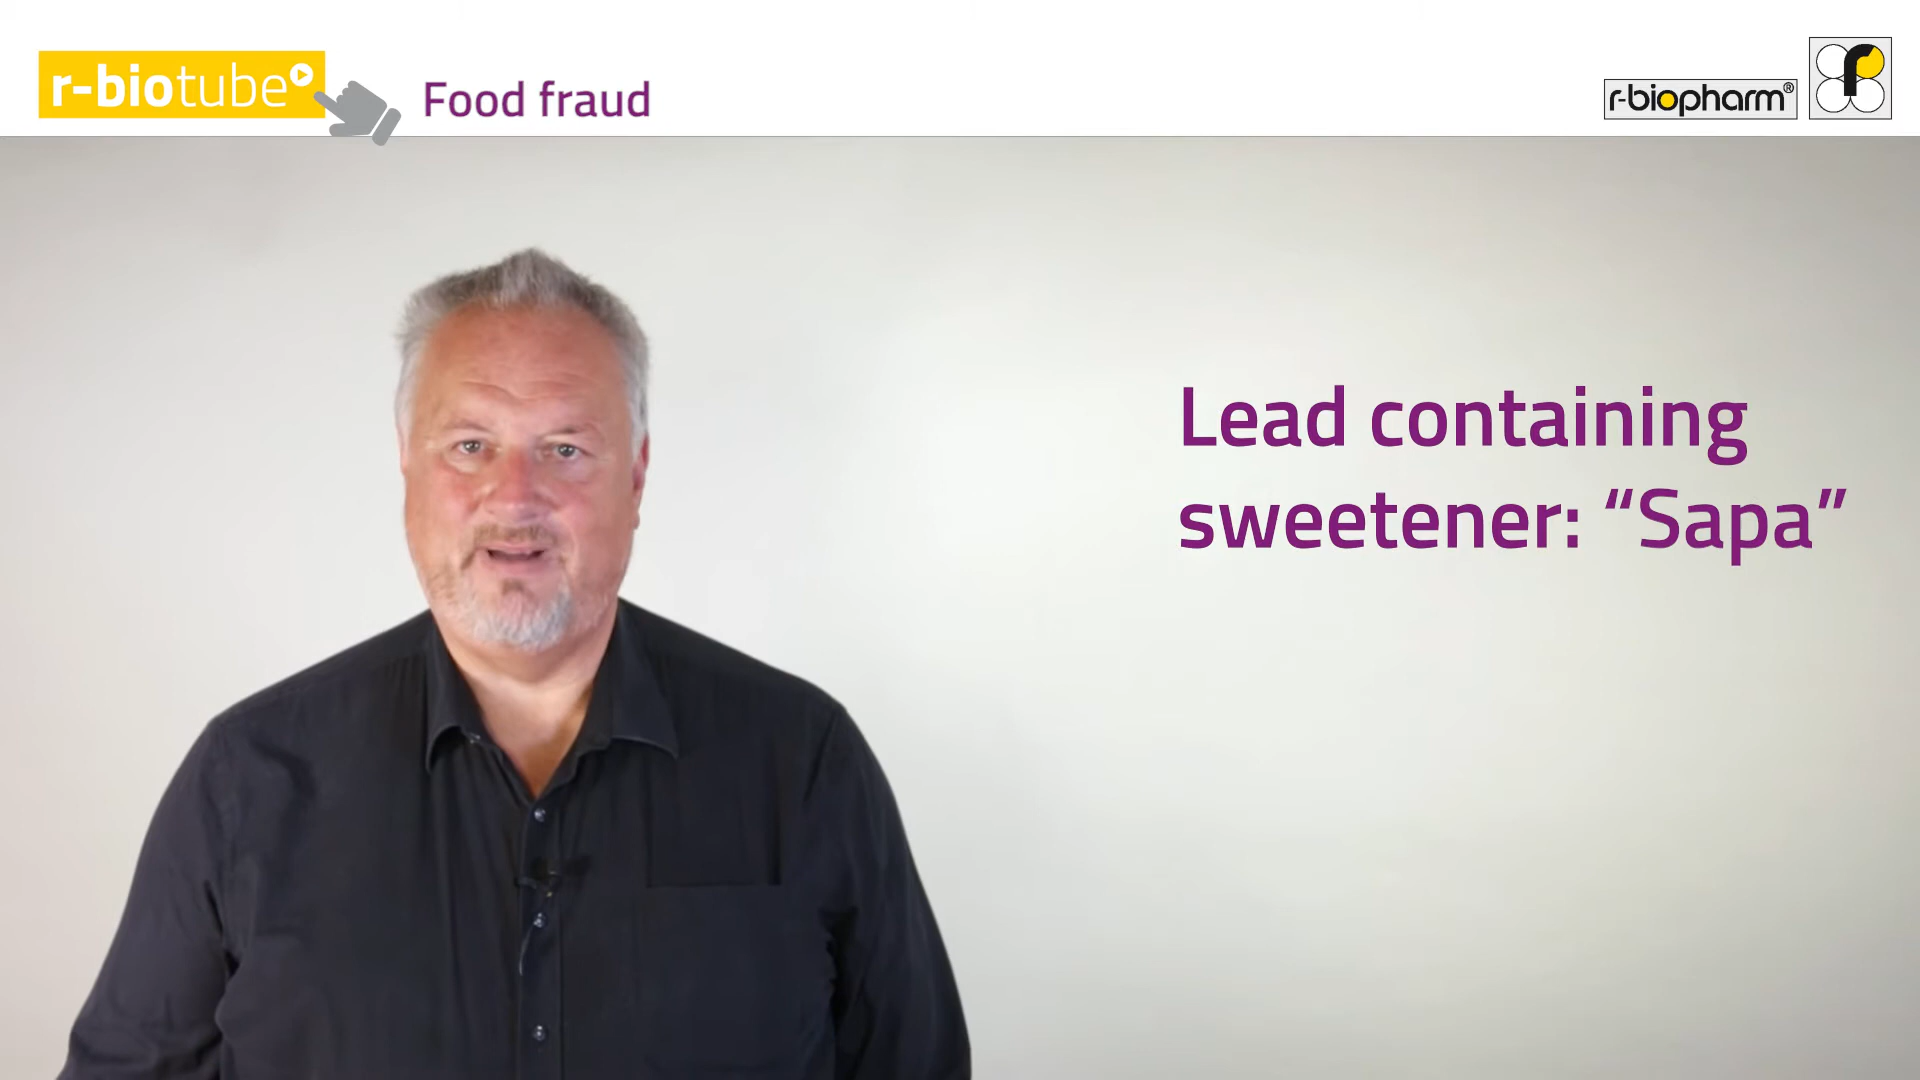 r-biotube
Food fraud
r-biopharm®
r
Lead containing
sweetener: “Sapa”